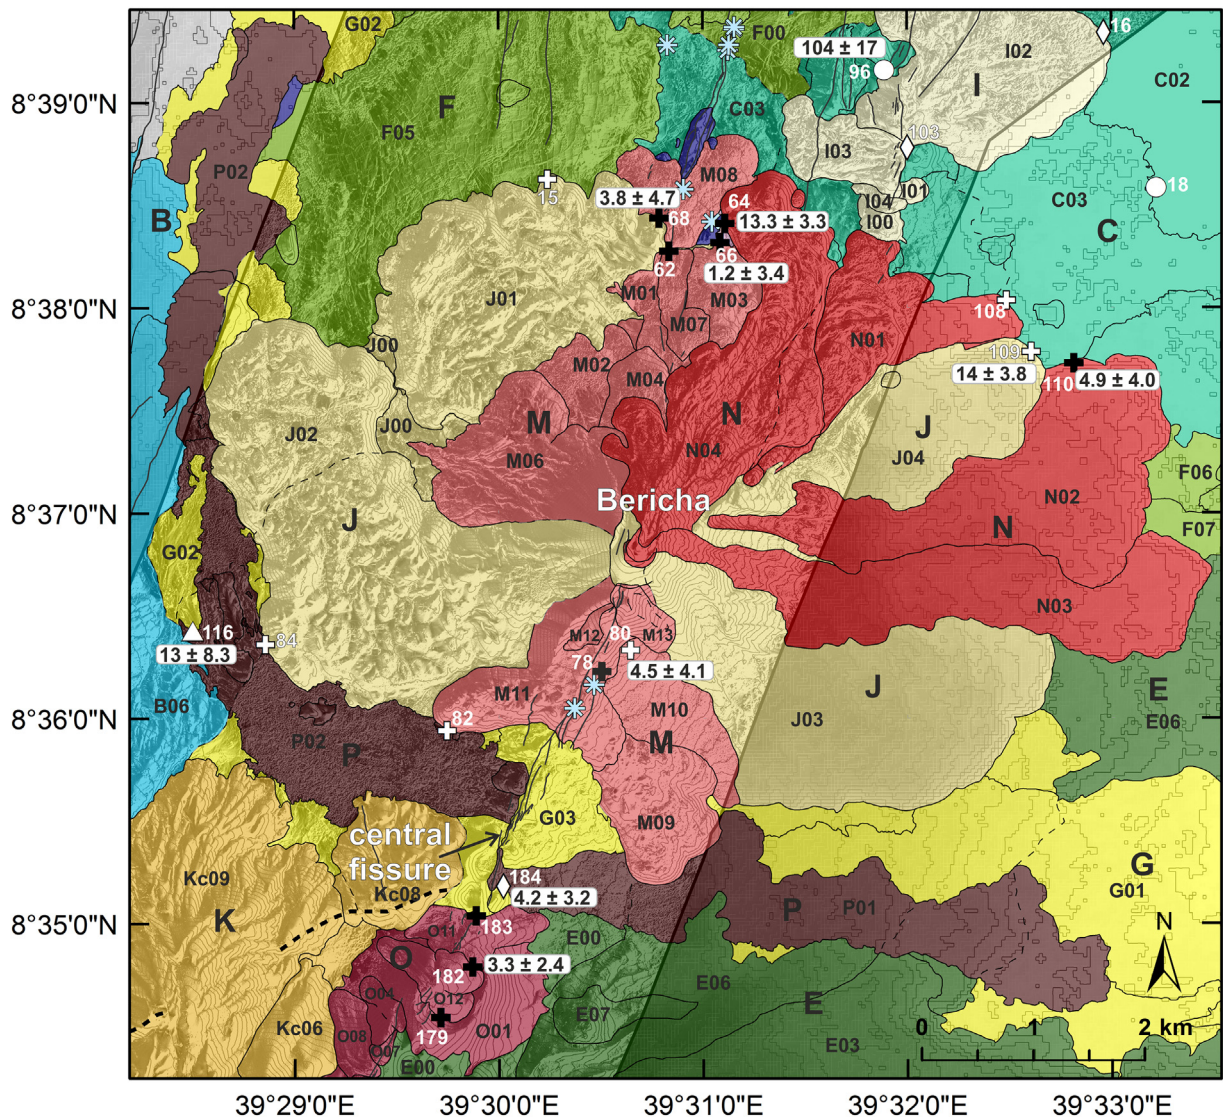 G02
F00
16
104 ± 17
I02
96
I
C02
8°39'0"N
F
C03
F05
103
I03
P02
M08
18
15
3.8 ± 4.7
64
I01
C03
I04
B
68
13.3 ± 3.3
I00
C
62
66
1.2 ± 3.4
J01
M01
M03
8°38'0"N
108
M07
J00
N01
109
M02
14 ± 3.8
110
4.9 ± 4.0
M04
M
N
J
J00
J02
N04
J04
M06
F06
Bericha
N02
8°37'0"N
J
N
F07
G02
N03
116
M12
80
M13
84
13 ± 8.3
78
4.5 ± 4.1
J
E
M11
B06
M10
J03
E06
8°36'0"N
82
P02
P
M
G03
M09
central
fissure
G
Kc09
184
Kc08
G01
4.2 ± 3.2
P
P01
N
K
8°35'0"N
183
O11
E00
O
3.3 ± 2.4
182
E06
O04
O12
E
E07
Kc06
O08
179
O01
0
1
2 km
O07
E03
E00
39°29'0"E
39°30'0"E
39°31'0"E
39°32'0"E
39°33'0"E